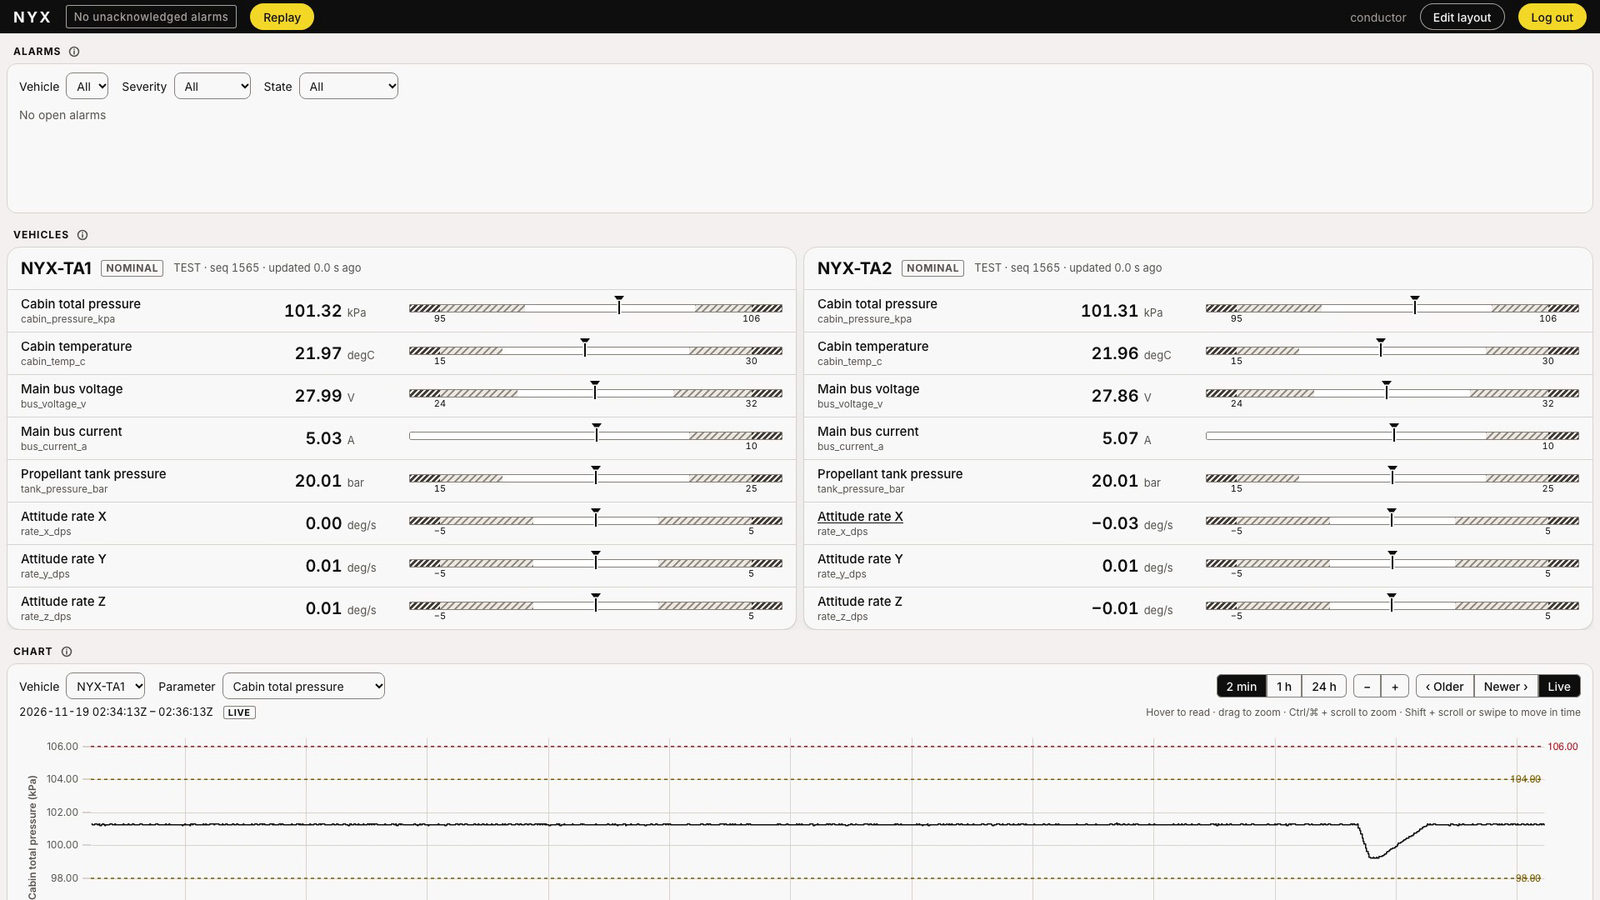 NYX No unacknowledged alarms Replay conductor Edit layout Log out
ALARMS
Vehicle All Severity All State All
No open alarms
VEHICLES
NYX-TA1 NOMINAL TEST · seq 1565 · updated 0.0 s ago
Cabin total pressure 101.32 kPa
cabin_pressure_kpa 95 106
Cabin temperature 21.97 degC
cabin_temp_c 15 30
Main bus voltage 27.99 V
bus_voltage_v 24 32
Main bus current 5.03 A
bus_current_a 10
Propellant tank pressure 20.01 bar
tank_pressure_bar 15 25
Attitude rate X 0.00 deg/s
rate_x_dps −5 5
Attitude rate Y 0.01 deg/s
rate_y_dps −5 5
Attitude rate Z 0.01 deg/s
rate_z_dps −5 5
NYX-TA2 NOMINAL TEST · seq 1565 · updated 0.0 s ago
Cabin total pressure 101.31 kPa
cabin_pressure_kpa 95 106
Cabin temperature 21.96 degC
cabin_temp_c 15 30
Main bus voltage 27.86 V
bus_voltage_v 24 32
Main bus current 5.07 A
bus_current_a 10
Propellant tank pressure 20.01 bar
tank_pressure_bar 15 25
Attitude rate X −0.03 deg/s
rate_x_dps −5 5
Attitude rate Y 0.01 deg/s
rate_y_dps −5 5
Attitude rate Z −0.01 deg/s
rate_z_dps −5 5
CHART
Vehicle NYX-TA1 Parameter Cabin total pressure 2 min 1 h 24 h − + ‹ Older Newer › Live
2026-11-19 02:34:13Z – 02:36:13Z LIVE Hover to read · drag to zoom · Ctrl/⌘ + scroll to zoom · Shift + scroll or swipe to move in time
Cabin total pressure (kPa)
106.00 106.00
104.00 104.00
102.00
100.00
98.00 98.00